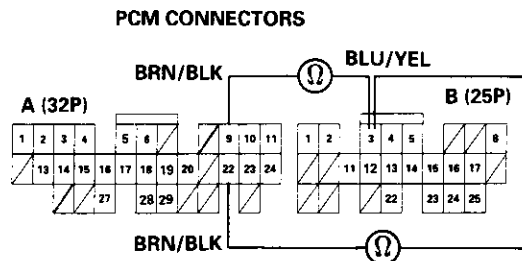 PCM CONNECTORS
BRN/BLK Ω BLU/YEL
A (32P) B (25P)
1 2 3 4 5 6 9 10 11 1 2 3 4 5 8
13 14 15 16 17 18 19 20 22 23 24 11 12 13 14 15 16 17
27 28 29 22 23 24 25
BRN/BLK Ω